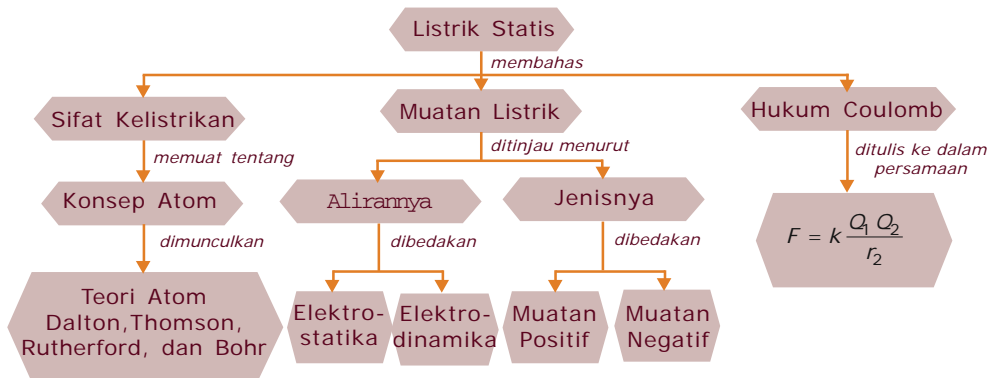 Listrik Statis
membahas
Sifat Kelistrikan
Muatan Listrik
Hukum Coulomb
memuat tentang
ditinjau menurut
ditulis ke dalam
persamaan
Konsep Atom
Alirannya
Jenisnya
dimunculkan
dibedakan
dibedakan
F = k Q₁ Q₂ / r₂
Teori Atom
Dalton,Thomson,
Rutherford, dan Bohr
Elektro-
statika
Elektro-
dinamika
Muatan
Positif
Muatan
Negatif